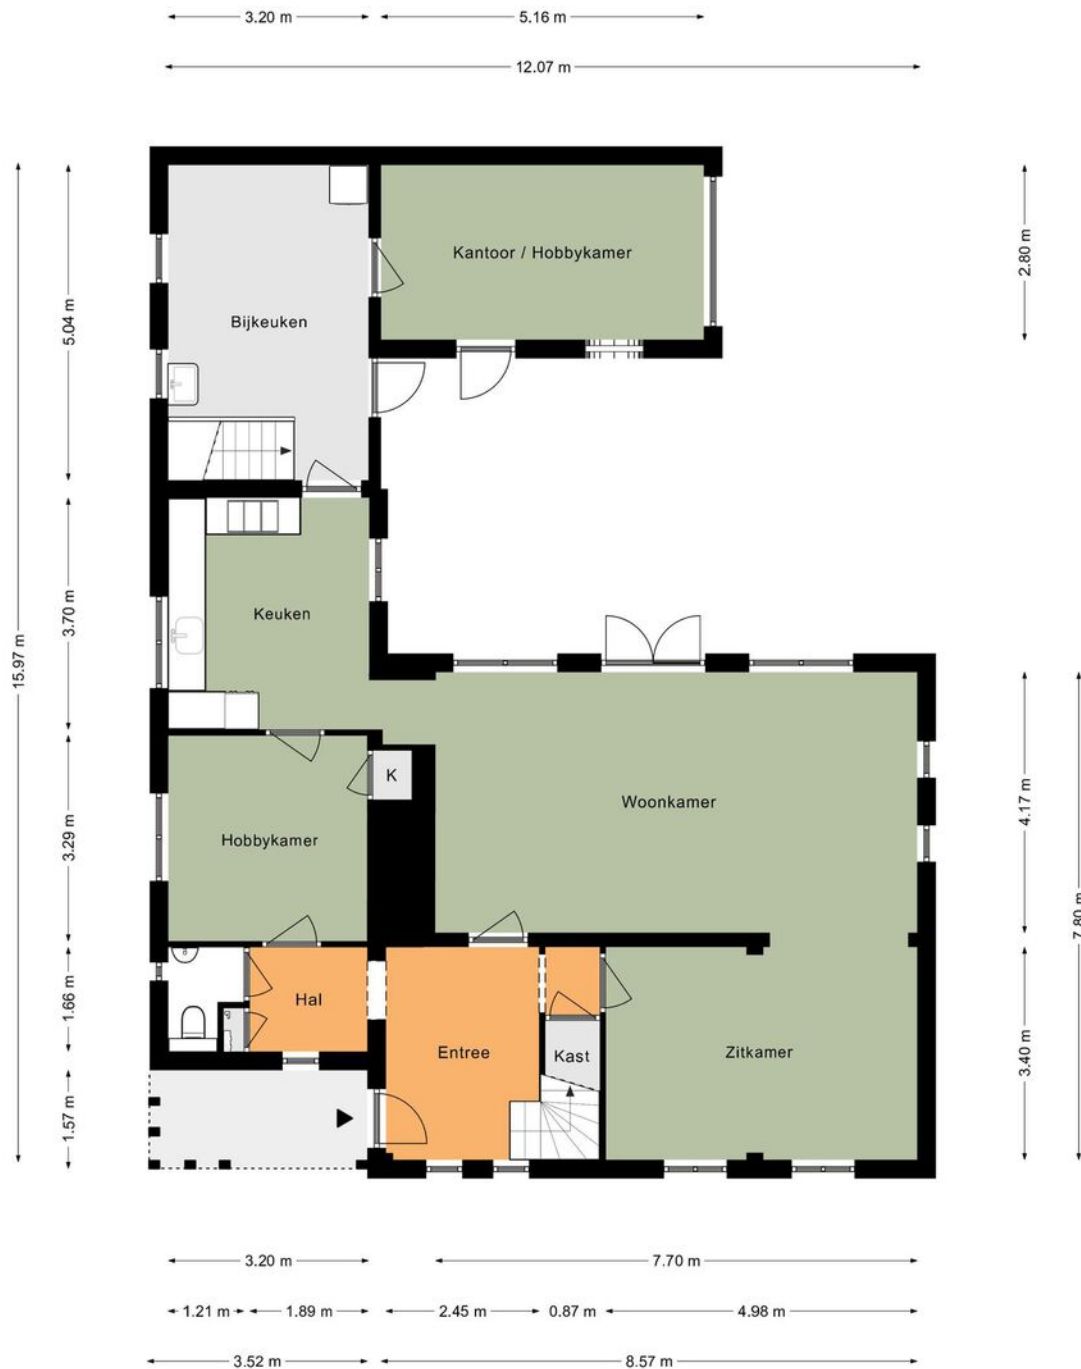 3.20 m
5.16 m
12.07 m
15.97 m
5.04 m
3.70 m
3.29 m
1.66 m
1.57 m
2.80 m
4.17 m
3.40 m
7.80 m
Kantoor / Hobbykamer
Bijkeuken
Keuken
K
Woonkamer
Hobbykamer
Hal
Entree
Kast
Zitkamer
3.20 m
7.70 m
1.21 m
1.89 m
2.45 m
0.87 m
4.98 m
3.52 m
8.57 m